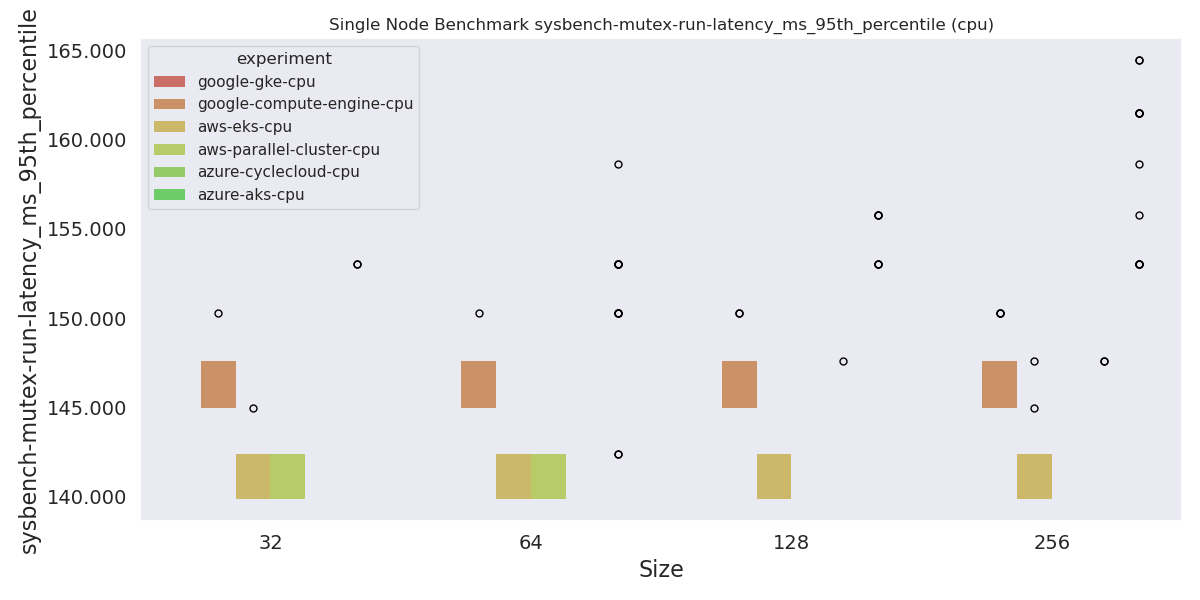 Single Node Benchmark sysbench-mutex-run-latency_ms_95th_percentile (cpu)
sysbench-mutex-run-latency_ms_95th_percentile
165.000
160.000
155.000
150.000
145.000
140.000
experiment
google-gke-cpu
google-compute-engine-cpu
aws-eks-cpu
aws-parallel-cluster-cpu
azure-cyclecloud-cpu
azure-aks-cpu
32 64 128 256
Size